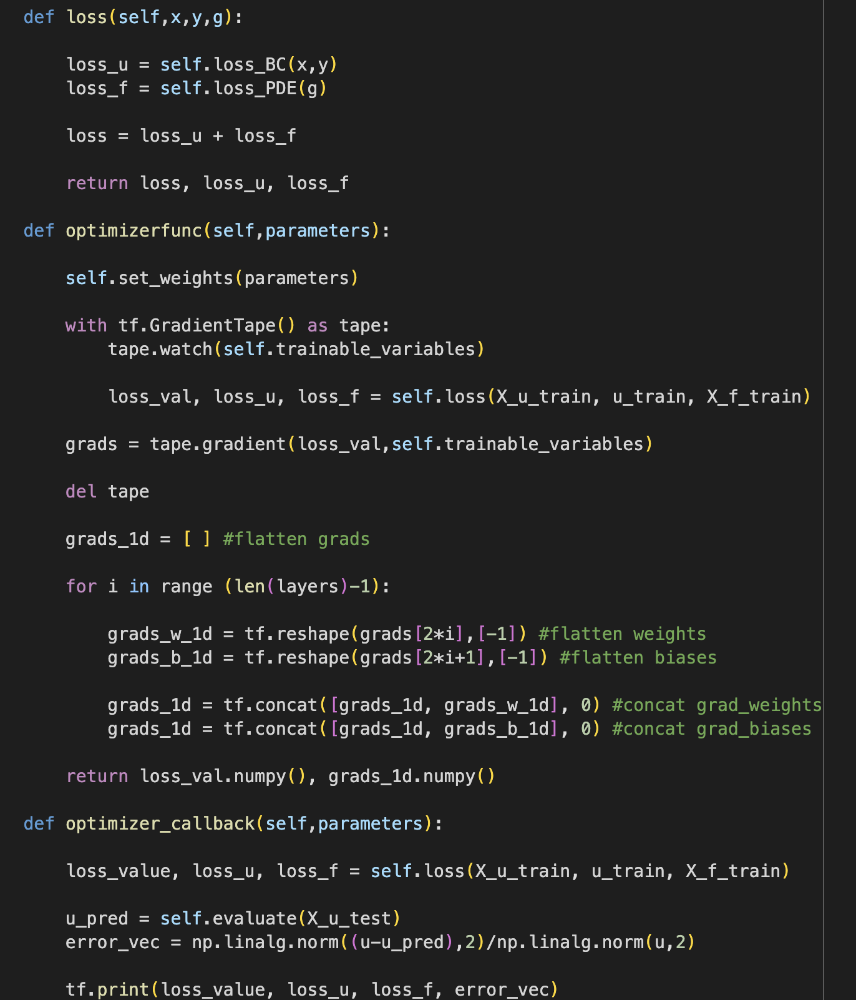 def loss(self,x,y,g):
loss_u = self.loss_BC(x,y)
loss_f = self.loss_PDE(g)
loss = loss_u + loss_f
return loss, loss_u, loss_f
def optimizerfunc(self,parameters):
self.set_weights(parameters)
with tf.GradientTape() as tape:
tape.watch(self.trainable_variables)
loss_val, loss_u, loss_f = self.loss(X_u_train, u_train, X_f_train)
grads = tape.gradient(loss_val,self.trainable_variables)
del tape
grads_1d = [ ] #flatten grads
for i in range (len(layers)-1):
grads_w_1d = tf.reshape(grads[2*i],[-1]) #flatten weights
grads_b_1d = tf.reshape(grads[2*i+1],[-1]) #flatten biases
grads_1d = tf.concat([grads_1d, grads_w_1d], 0) #concat grad_weights
grads_1d = tf.concat([grads_1d, grads_b_1d], 0) #concat grad_biases
return loss_val.numpy(), grads_1d.numpy()
def optimizer_callback(self,parameters):
loss_value, loss_u, loss_f = self.loss(X_u_train, u_train, X_f_train)
u_pred = self.evaluate(X_u_test)
error_vec = np.linalg.norm((u-u_pred),2)/np.linalg.norm(u,2)
tf.print(loss_value, loss_u, loss_f, error_vec)